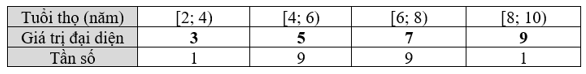 Tuổi thọ (năm) [2; 4) [4; 6) [6; 8) [8; 10)
Giá trị đại diện 3 5 7 9
Tần số 1 9 9 1